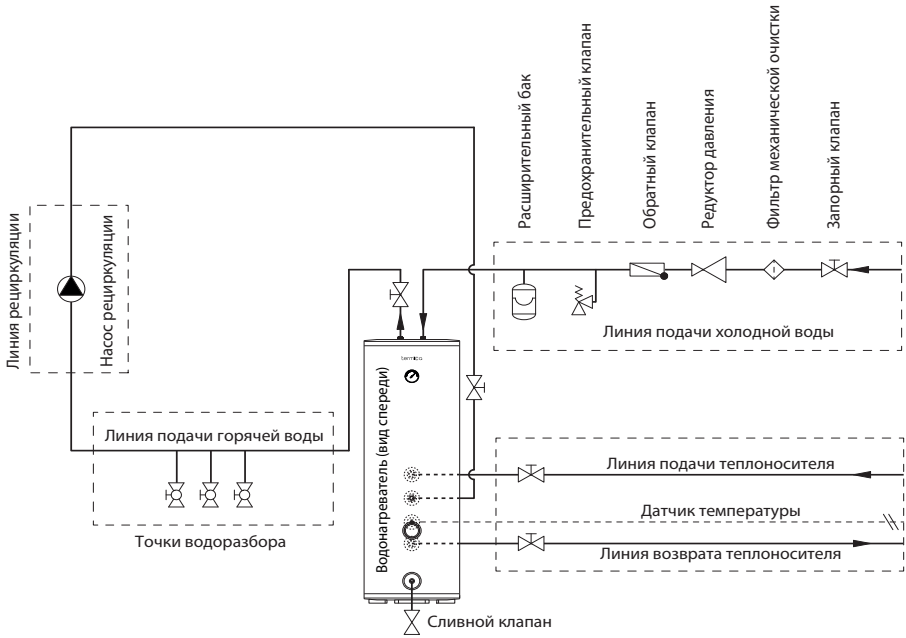 Расширительный бак
Предохранительный клапан
Обратный клапан
Редуктор давления
Фильтр механической очистки
Запорный клапан
Линия рециркуляции
Насос рециркуляции
Линия подачи холодной воды
termica
Водонагреватель (вид спереди)
Линия подачи горячей воды
Точки водоразбора
Линия подачи теплоносителя
Датчик температуры
Линия возврата теплоносителя
Сливной клапан